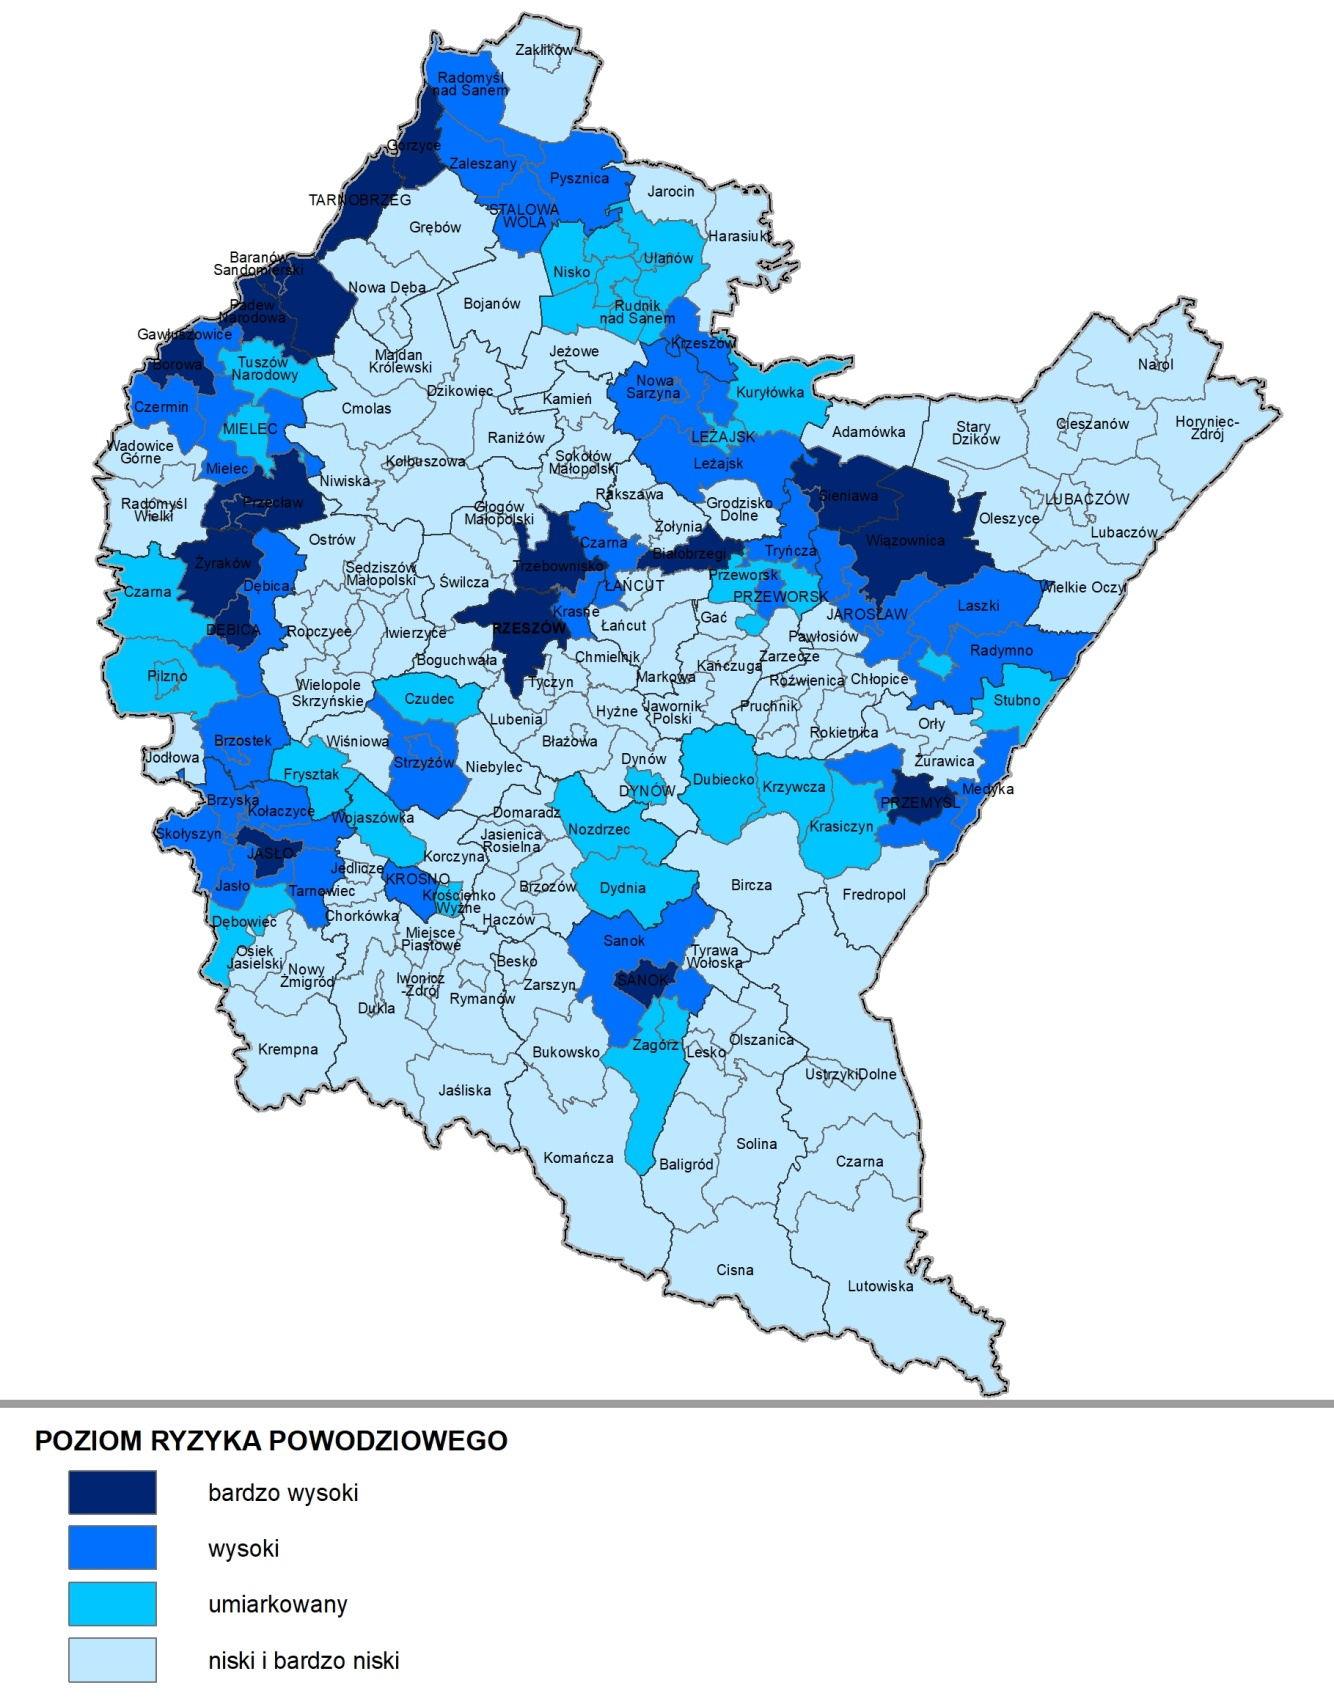 Zaklików
Radomyśl
nad Sanem
Gorzyce
Zaleszany
Pysznica
Jarocin
TARNOBRZEG
STALOWA
WOLA
Grębów
Harasiuki
Baranów
Sandomierski
Nisko
Ulanów
Nowa Dęba
Bojanów
Rudnik
nad Sanem
Padew
Narodowa
Gawłuszowice
Krzeszów
Borowa
Tuszów
Narodowy
Majdan
Królewski
Jeżowe
Narol
Czermin
Cmolas
Dzikowiec
Kamień
Nowa
Sarzyna
Kuryłówka
MIELEC
Wadowice
Górne
Raniżów
LEŻAJSK
Adamówka
Stary
Dzików
Cieszanów
Horyniec-
Zdrój
Mielec
Kolbuszowa
Sokołów
Małopolski
Leżajsk
Niwiska
Radomyśl
Wielki
Przecław
Głogów
Małopolski
Rakszawa
Grodzisko
Dolne
Sieniawa
LUBACZÓW
Oleszyce
Lubaczów
Żołynia
Ostrów
Czarna
Białobrzegi
Tryńcza
Wiązownica
Żyraków
Sędziszów
Małopolski
Świlcza
Trzebownisko
Przeworsk
Czarna
Dębica
ŁAŃCUT
PRZEWORSK
Wielkie Oczy
Krasne
JAROSŁAW
Laszki
DĘBICA
Ropczyce
Iwierzyce
RZESZÓW
Łańcut
Gać
Pawłosiów
Radymno
Boguchwała
Chmielnik
Zarzecze
Kańczuga
Markowa
Roźwienica
Chłopice
Pilzno
Wielopole
Skrzyńskie
Czudec
Tyczyn
Stubno
Lubenia
Hyżne
Jawornik
Polski
Pruchnik
Orły
Brzostek
Wiśniowa
Błażowa
Rokietnica
Jodłowa
Strzyżów
Niebylec
Dynów
Żurawica
Frysztak
DYNÓW
Dubiecko
Krzywcza
Medyka
Brzyska
Kołaczyce
Wojaszówka
Domaradz
PRZEMYŚL
Skołyszyn
Jasienica
Rosielna
Nozdrzec
Krasiczyn
JASŁO
Jedlicze
Korczyna
Jasło
Tarnowiec
KROSNO
Krościenko
Wyżne
Brzozów
Dydnia
Bircza
Fredropol
Dębowiec
Chorkówka
Haczów
Miejsce
Piastowe
Sanok
Osiek
Jasielski
Nowy
Żmigród
Besko
Tyrawa
Wołoska
Iwonicz
-Zdrój
Rymanów
Zarszyn
SANOK
Dukla
Krempna
Bukowsko
Zagórz
Lesko
Olszanica
UstrzykiDolne
Jaśliska
Solina
Komańcza
Baligród
Czarna
Cisna
Lutowiska
POZIOM RYZYKA POWODZIOWEGO
bardzo wysoki
wysoki
umiarkowany
niski i bardzo niski